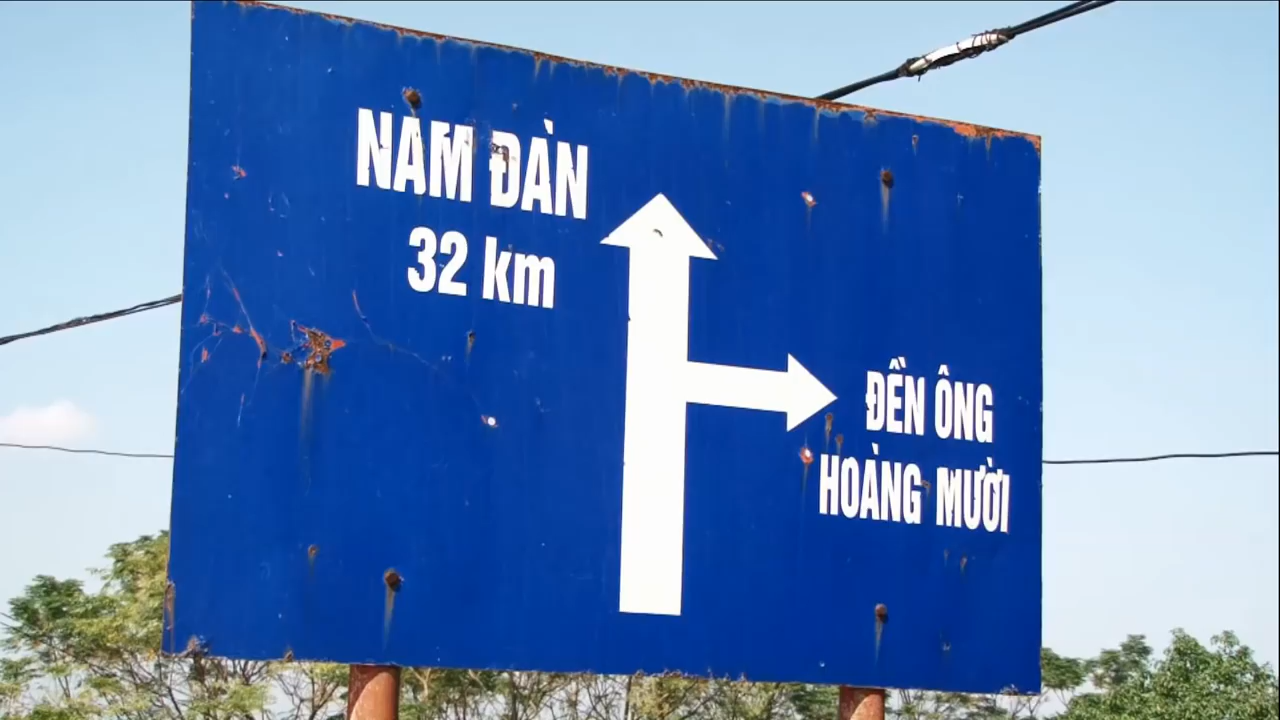 NAM ĐÀN
32 km
ĐỀN ÔNG
HOÀNG MƯỜI